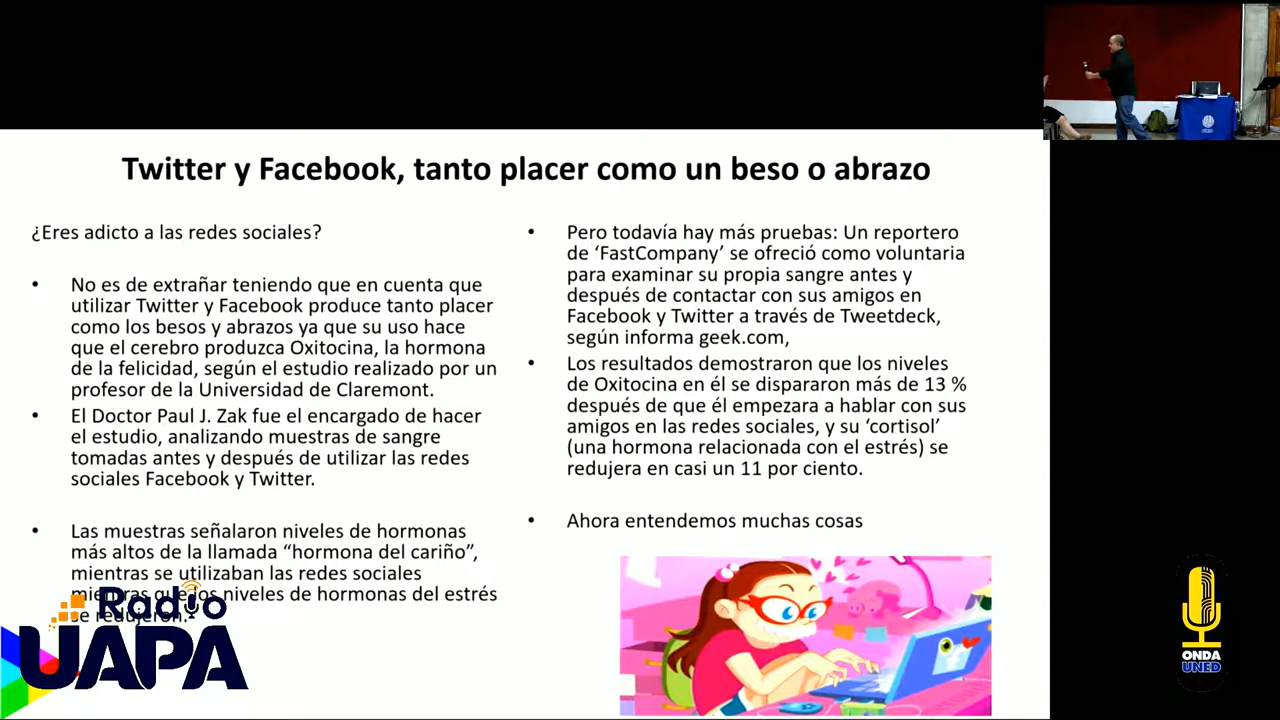 Twitter y Facebook, tanto placer como un beso o abrazo
¿Eres adicto a las redes sociales?
• No es de extrañar teniendo que en cuenta que
utilizar Twitter y Facebook produce tanto placer
como los besos y abrazos ya que su uso hace
que el cerebro produzca Oxitocina, la hormona
de la felicidad, según el estudio realizado por un
profesor de la Universidad de Claremont.
• El Doctor Paul J. Zak fue el encargado de hacer
el estudio, analizando muestras de sangre
tomadas antes y después de utilizar las redes
sociales Facebook y Twitter.
• Las muestras señalaron niveles de hormonas
más altos de la llamada “hormona del cariño”,
mientras se utilizaban las redes sociales
mientras que los niveles de hormonas del estrés
se redujeron.
• Pero todavía hay más pruebas: Un reportero
de ‘FastCompany’ se ofreció como voluntaria
para examinar su propia sangre antes y
después de contactar con sus amigos en
Facebook y Twitter a través de Tweetdeck,
según informa geek.com,
• Los resultados demostraron que los niveles
de Oxitocina en él se dispararon más de 13 %
después de que él empezara a hablar con sus
amigos en las redes sociales, y su ‘cortisol’
(una hormona relacionada con el estrés) se
redujera en casi un 11 por ciento.
• Ahora entendemos muchas cosas
Radio
UAPA
ONDA
UNED